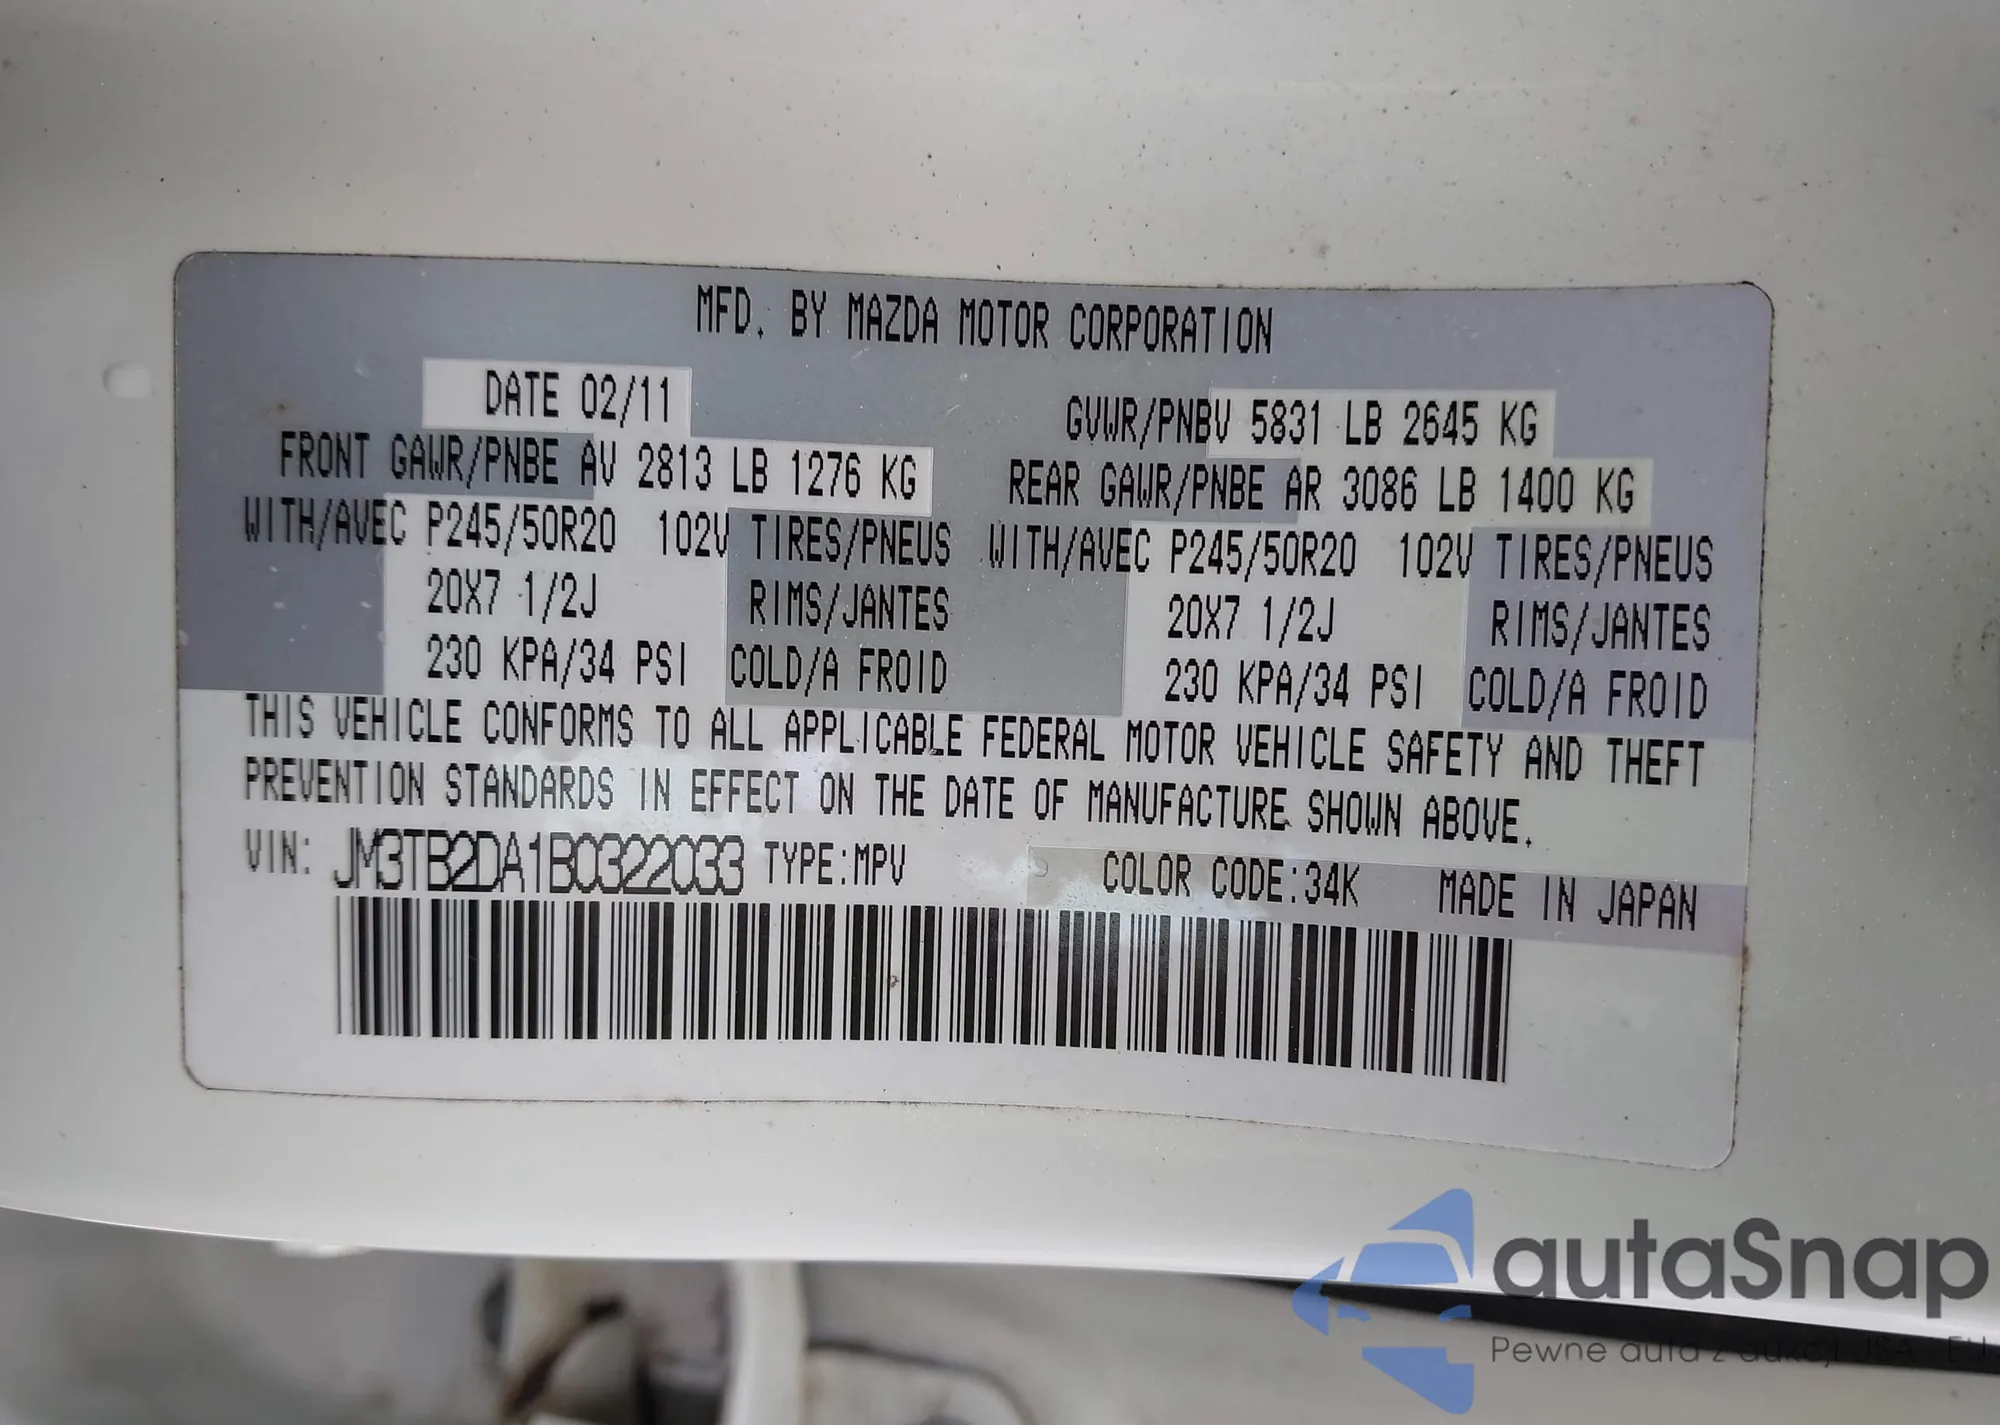 MFD. BY MAZDA MOTOR CORPORATION
DATE 02/11
GVWR/PNBV 5831 LB 2645 KG
FRONT GAWR/PNBE AV 2813 LB 1276 KG
REAR GAWR/PNBE AR 3086 LB 1400 KG
WITH/AVEC P245/50R20 102V TIRES/PNEUS
WITH/AVEC P245/50R20 102V TIRES/PNEUS
20X7 1/2J RIMS/JANTES
20X7 1/2J RIMS/JANTES
230 KPA/34 PSI COLD/A FROID
230 KPA/34 PSI COLD/A FROID
THIS VEHICLE CONFORMS TO ALL APPLICABLE FEDERAL MOTOR VEHICLE SAFETY AND THEFT
PREVENTION STANDARDS IN EFFECT ON THE DATE OF MANUFACTURE SHOWN ABOVE.
VIN: JM3TB2DA1B0322033 TYPE:MPV COLOR CODE:34K MADE IN JAPAN
autaSnap
Pewne auta z aukcji USA - EU